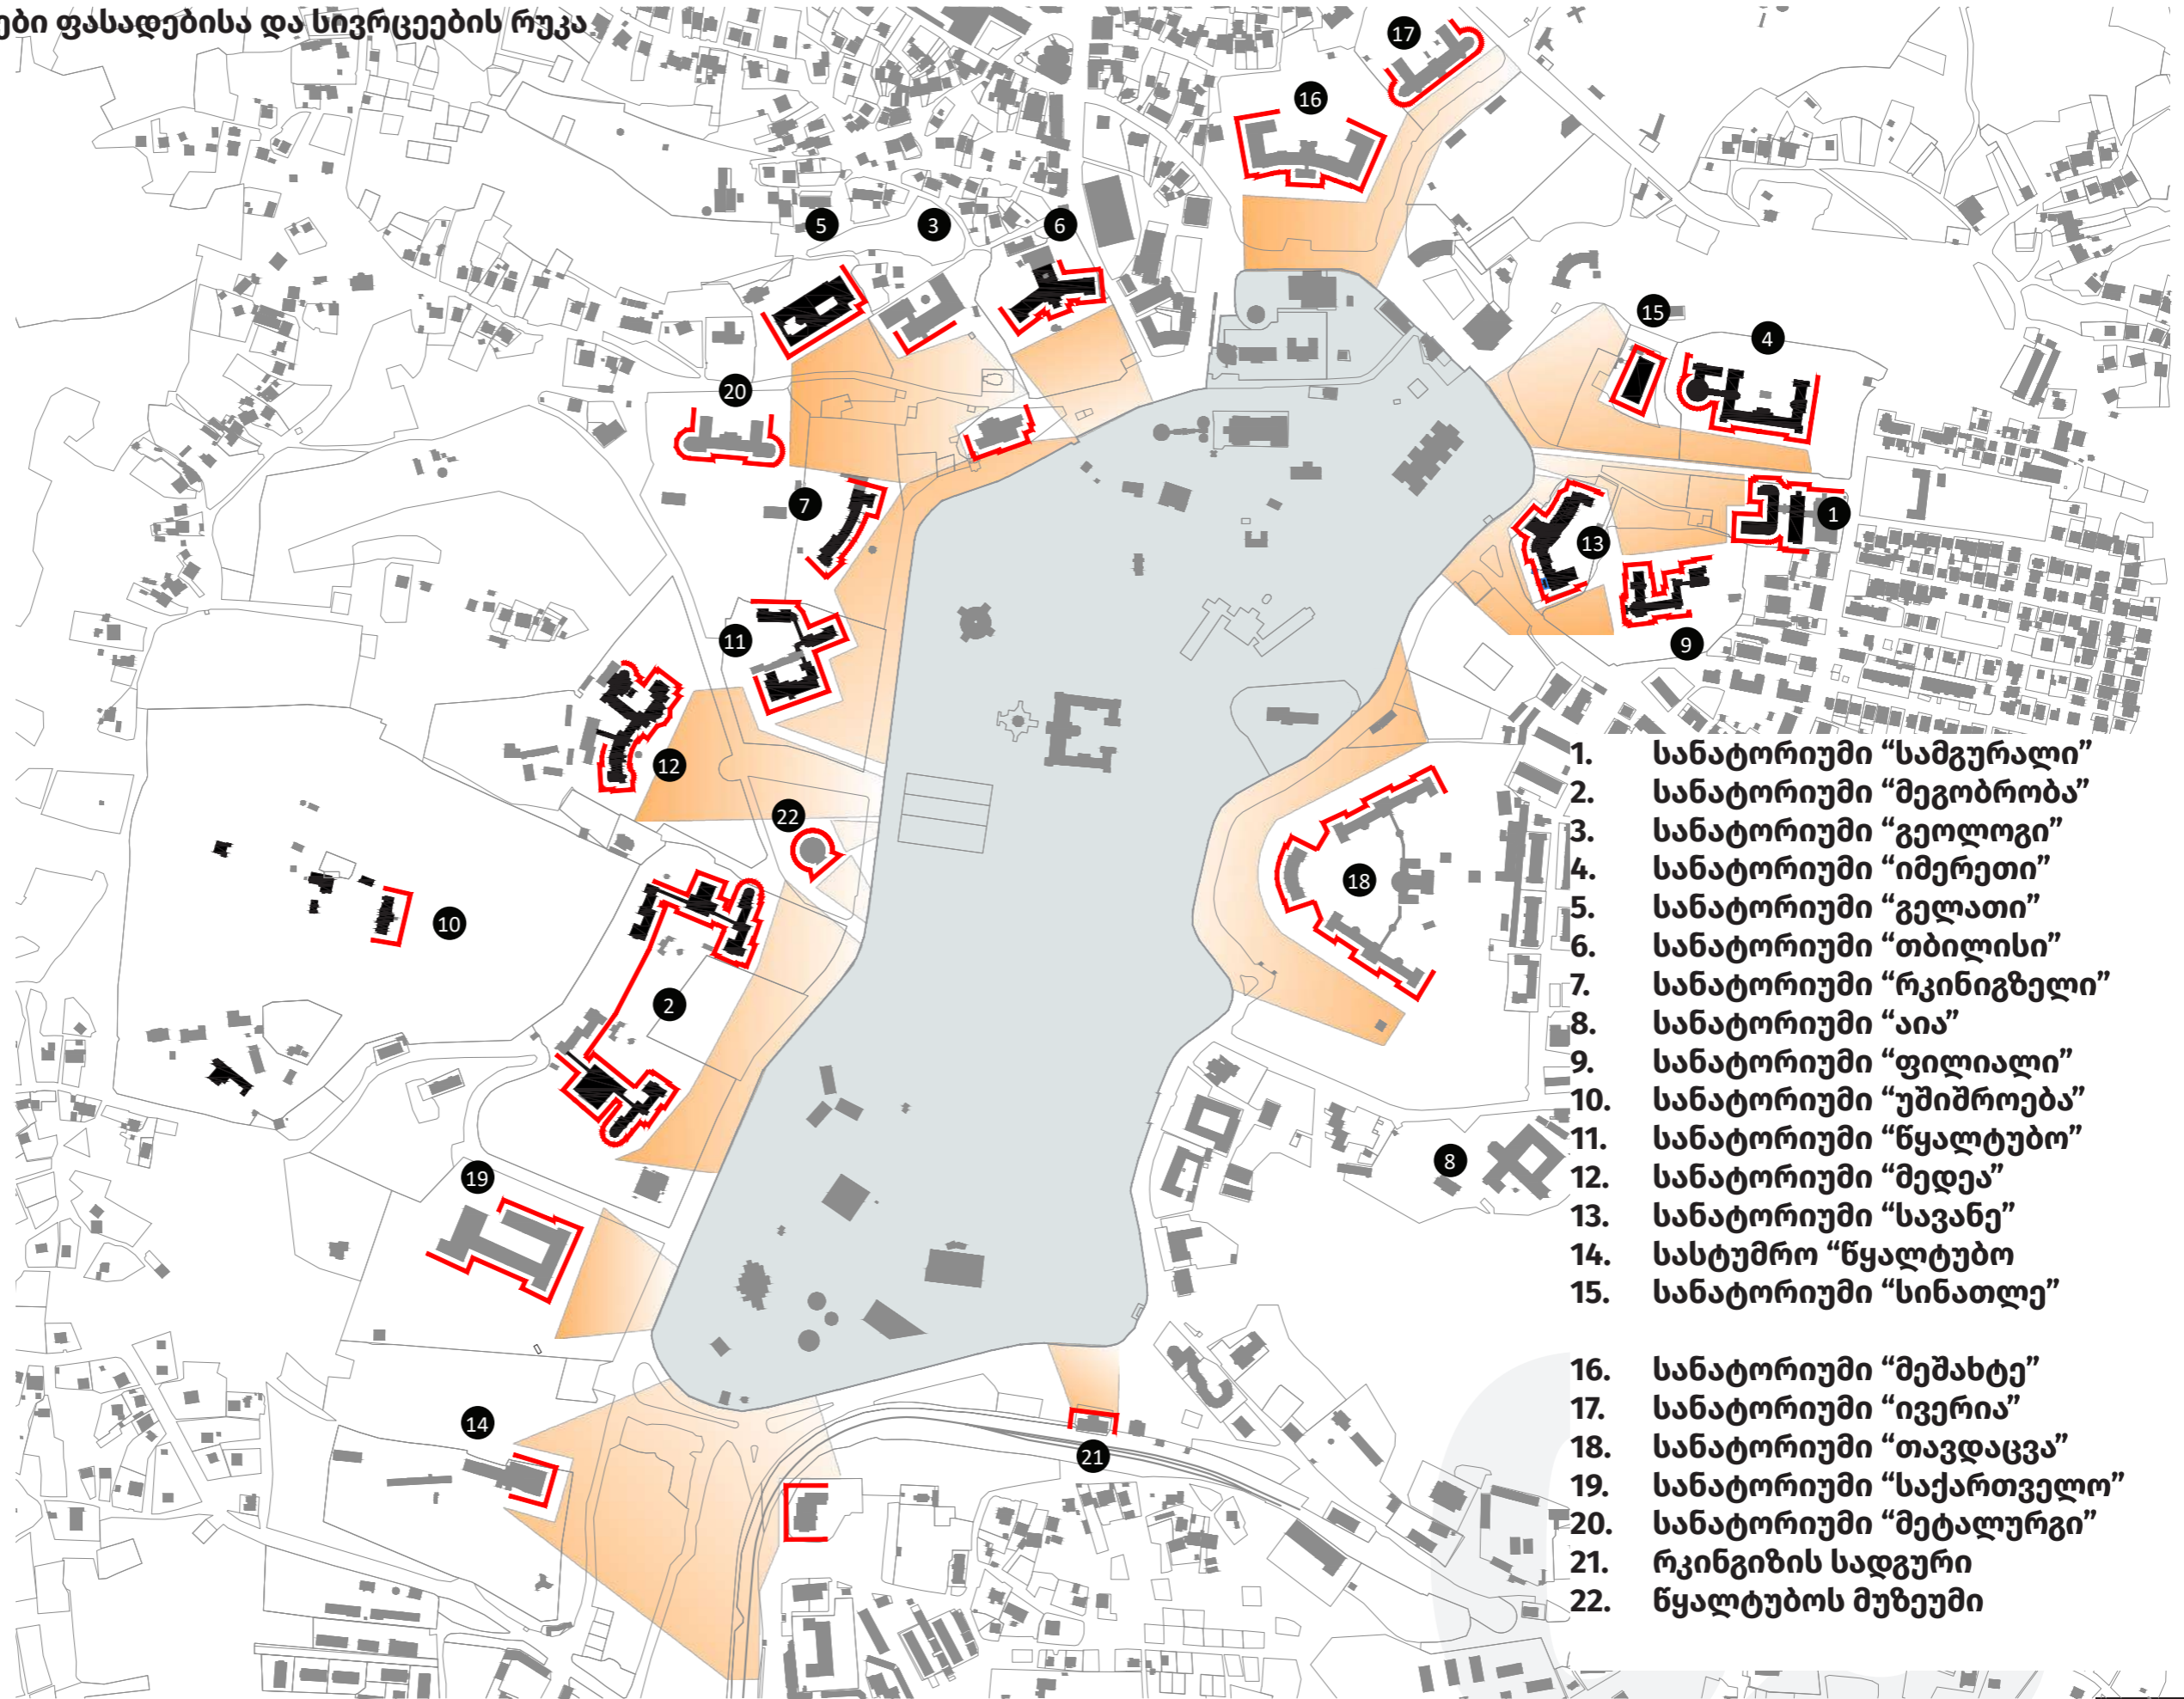 ფასადებისა და სივრცეების რუკა
17
16
5
3
6
15
4
20
7
1
13
11
9
12
22
18
10
2
8
19
14
21
1. სანატორიუმი “სამგურალი”
2. სანატორიუმი “მეგობრობა”
3. სანატორიუმი “გეოლოგი”
4. სანატორიუმი “იმერეთი”
5. სანატორიუმი “გელათი”
6. სანატორიუმი “თბილისი”
7. სანატორიუმი “რკინიგზელი”
8. სანატორიუმი “აია”
9. სანატორიუმი “ფილიალი”
10. სანატორიუმი “უშიშროება”
11. სანატორიუმი “წყალტუბო”
12. სანატორიუმი “მედეა”
13. სანატორიუმი “სავანე”
14. სასტუმრო “წყალტუბო
15. სანატორიუმი “სინათლე”
16. სანატორიუმი “მეშახტე”
17. სანატორიუმი “ივერია”
18. სანატორიუმი “თავდაცვა”
19. სანატორიუმი “საქართველო”
20. სანატორიუმი “მეტალურგი”
21. რკინგიზის სადგური
22. წყალტუბოს მუზეუმი